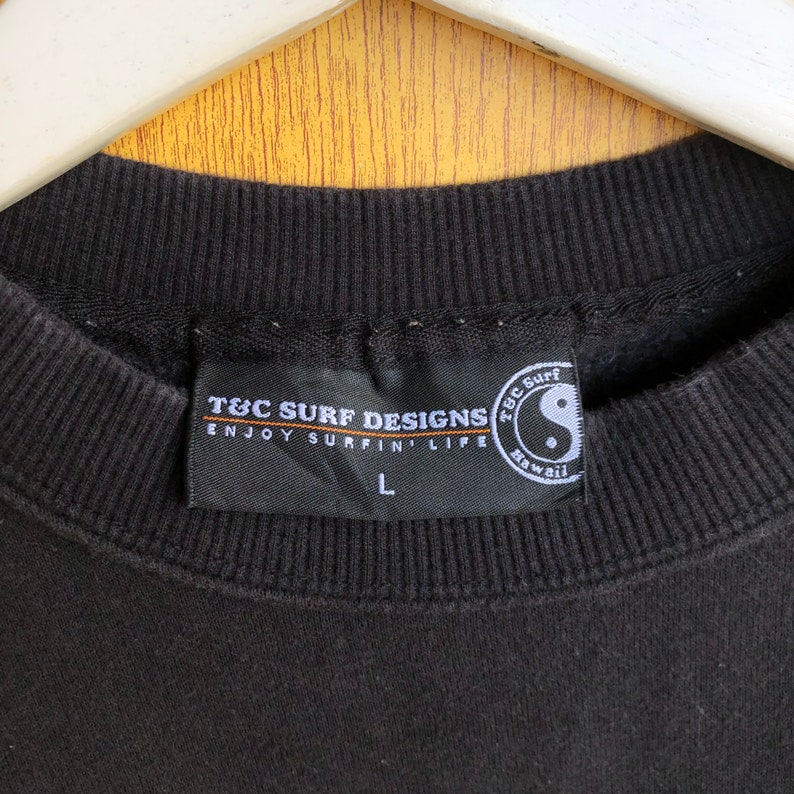 T&C SURF DESIGNS
ENJOY SURFIN' LIFE
L
T&C Surf
Hawaii